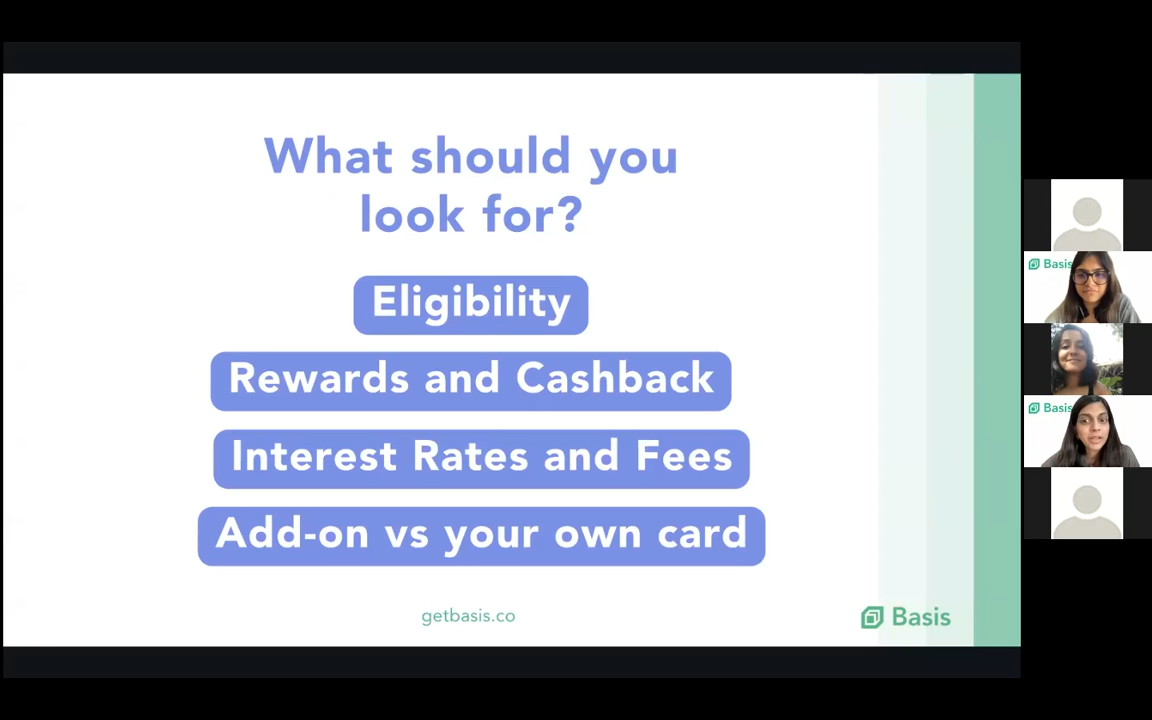 What should you
look for?
Eligibility
Rewards and Cashback
Interest Rates and Fees
Add-on vs your own card
getbasis.co
Basis
Basis
Basis